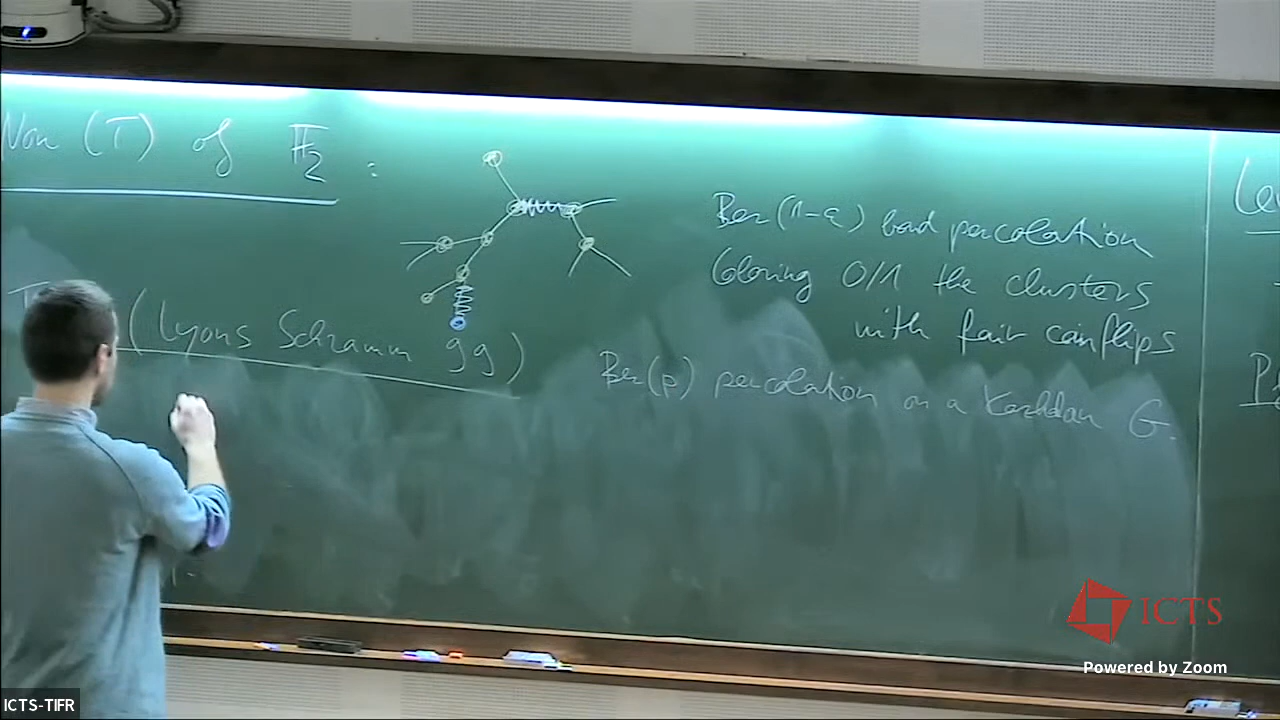 Non (T) of F₂ :
Ber(1-ε) bond percolation
Coloring 0/1 the clusters
with fair coinflips
(Lyons Schramm 99)
Ber(p) percolation on a Kazhdan G.
ICTS
Powered by Zoom
ICTS-TIFR